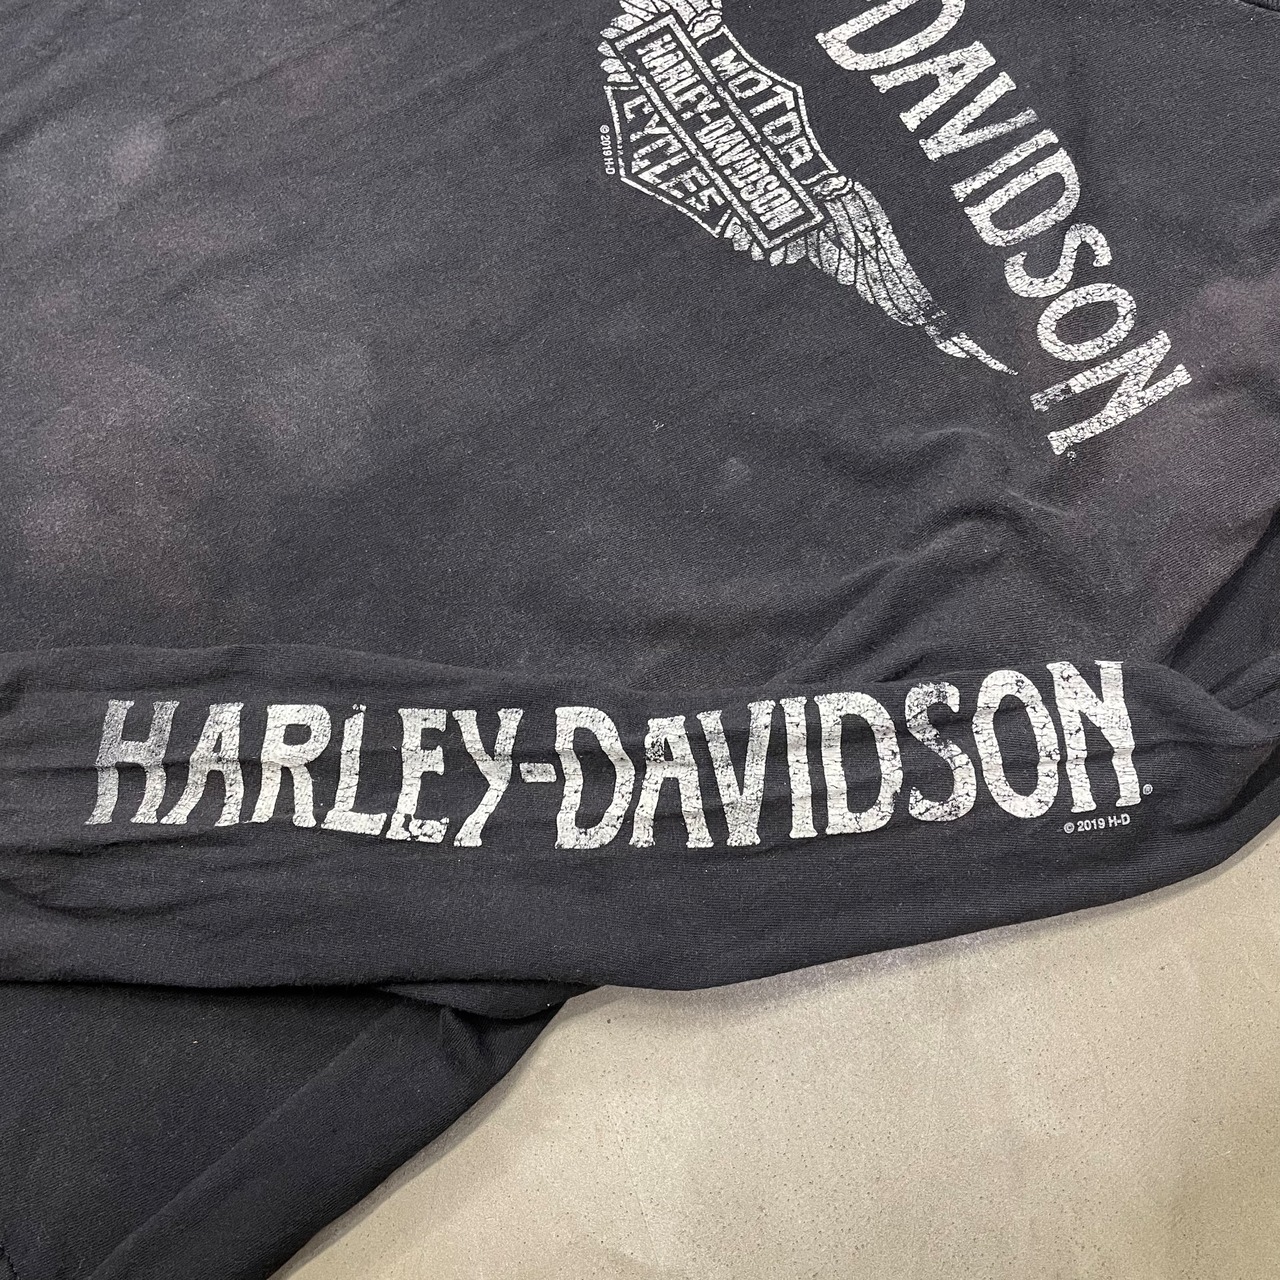 DAVIDSON
®
MOTOR
HARLEY-DAVIDSON
CYCLES
© 2019 H-D
HARLEY-DAVIDSON®
© 2019 H-D